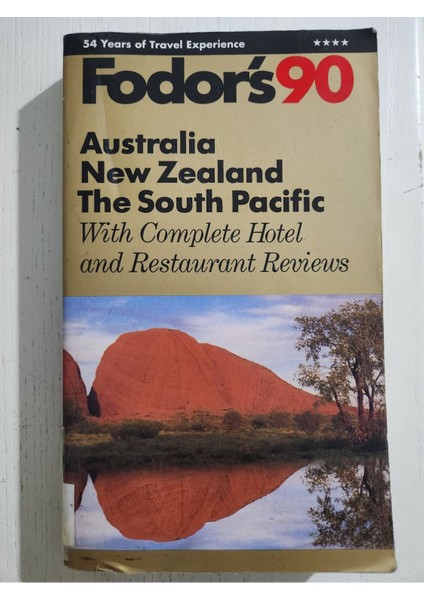 54 Years of Travel Experience ★★★★
Fodor's90
Australia
New Zealand
The South Pacific
With Complete Hotel
and Restaurant Reviews